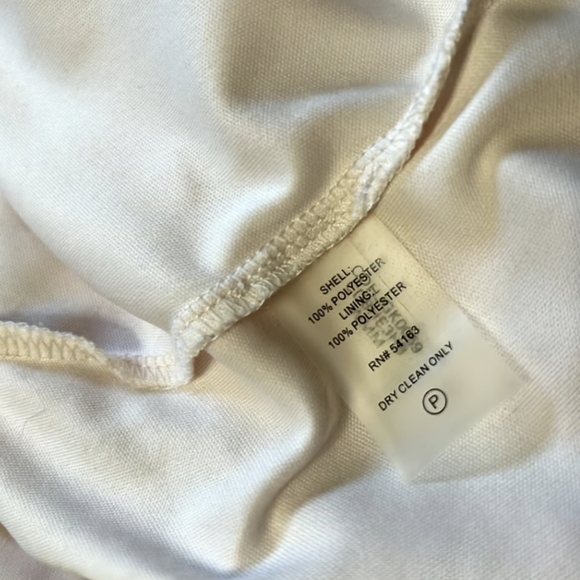 SHELL:
100% POLYESTER
LINING:
100% POLYESTER
RN# 54163
DRY CLEAN ONLY
P